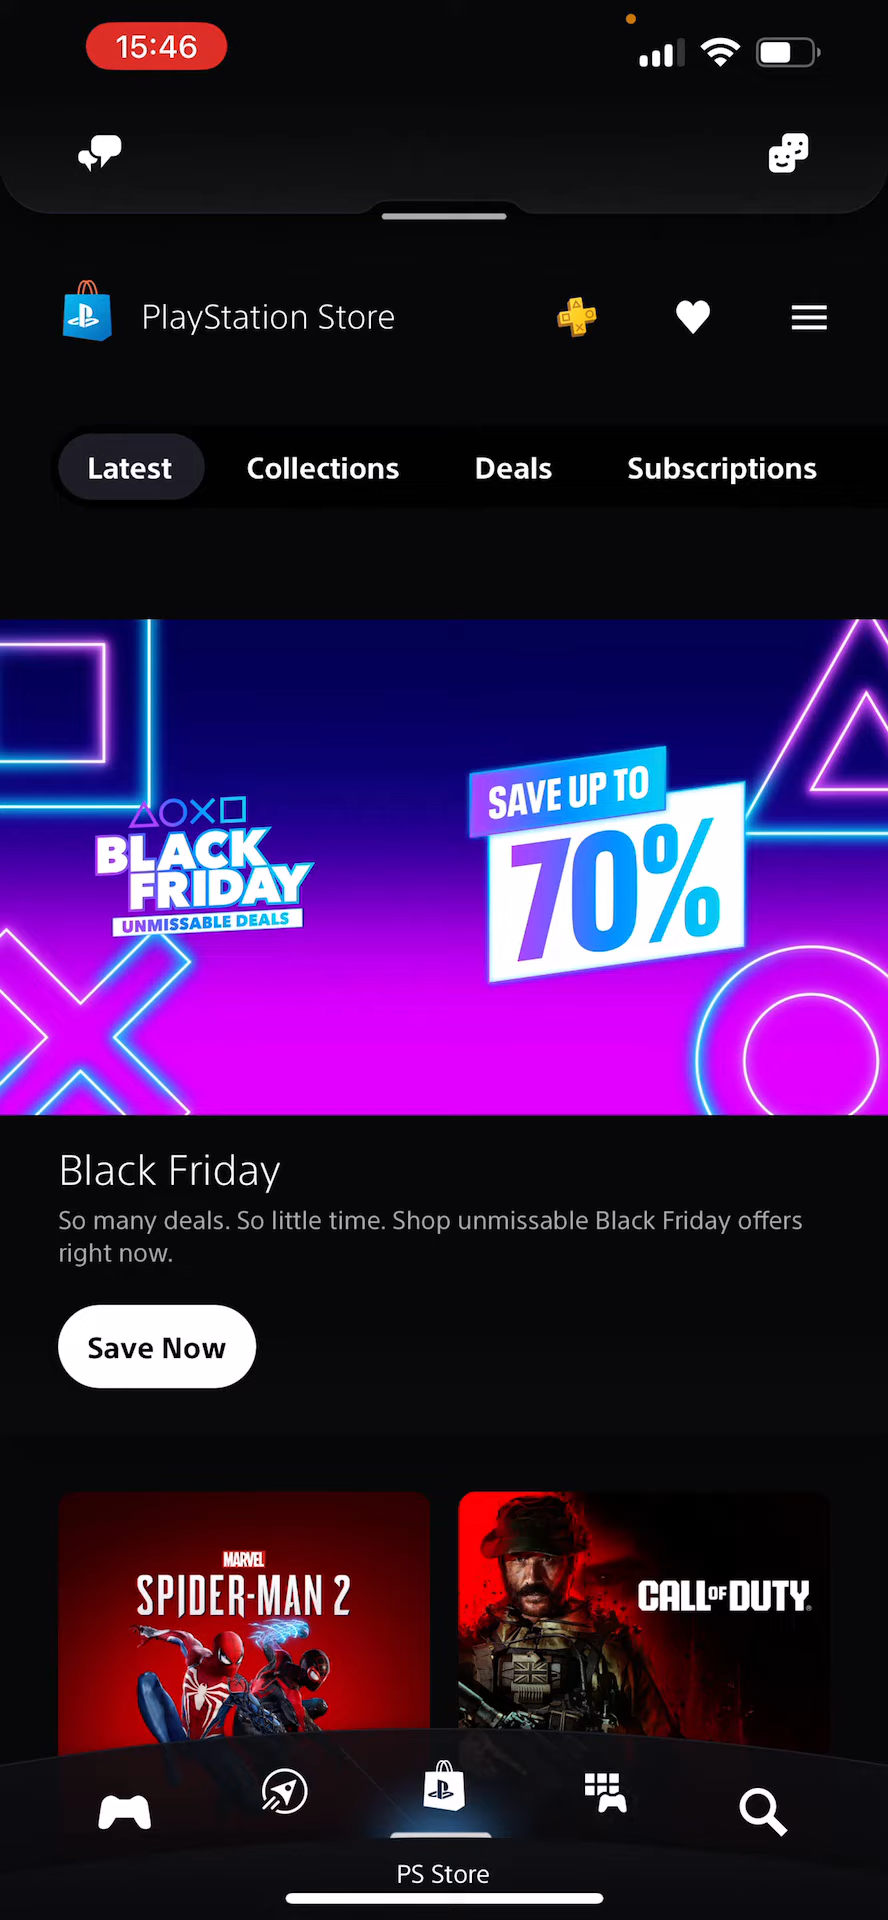 15:46
PlayStation Store
Latest Collections Deals Subscriptions
BLACK
FRIDAY
UNMISSABLE DEALS
SAVE UP TO
70%
Black Friday
So many deals. So little time. Shop unmissable Black Friday offers
right now.
Save Now
MARVEL
SPIDER-MAN 2
CALL OF DUTY
PS Store